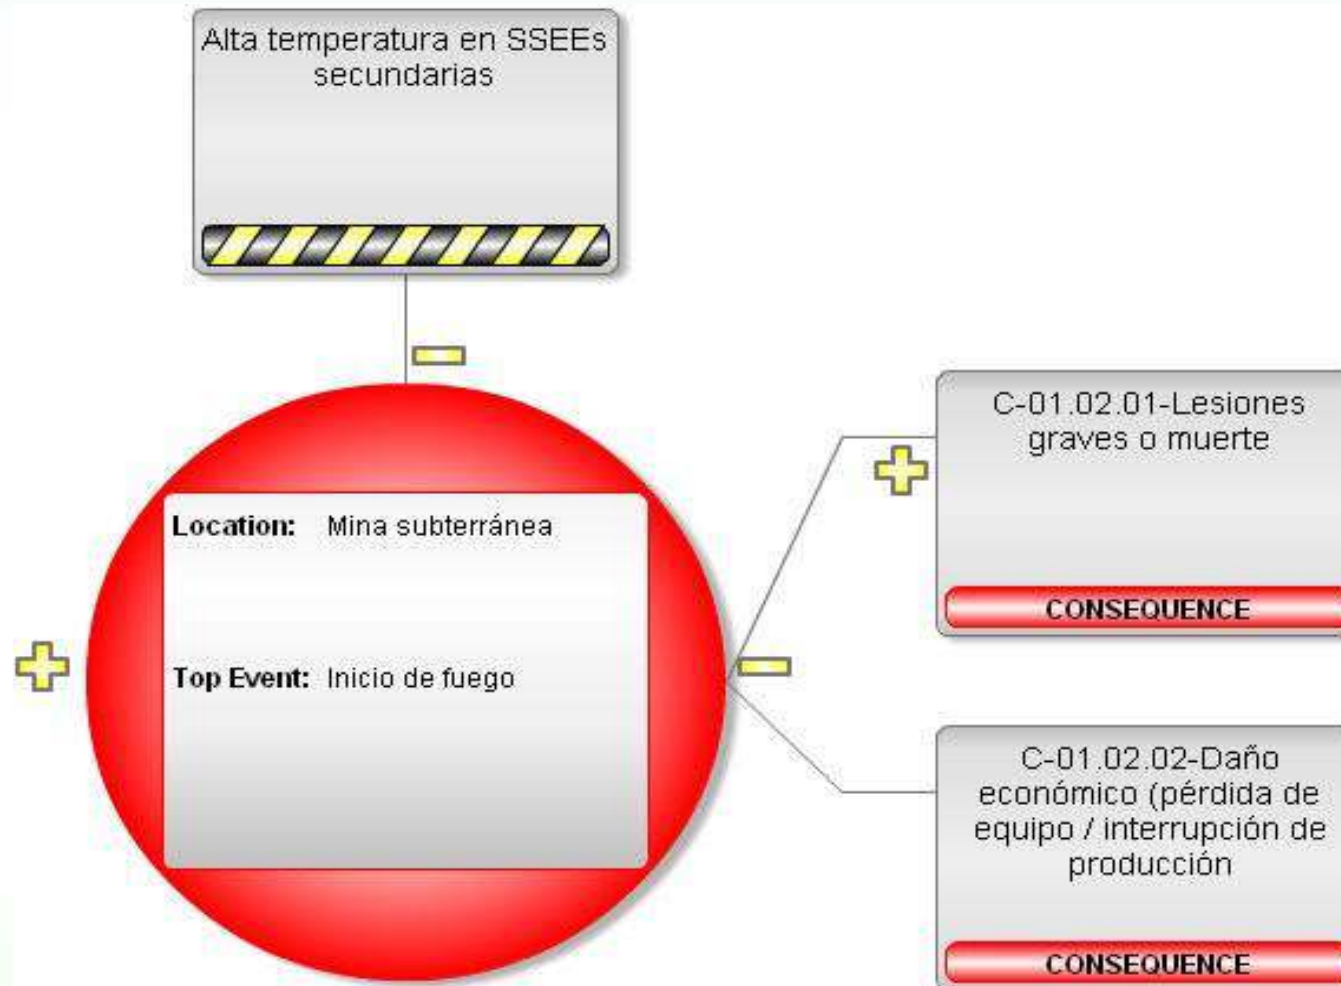 Alta temperatura en SSEEs
secundarias
Location: Mina subterránea
Top Event: Inicio de fuego
C-01.02.01-Lesiones
graves o muerte
CONSEQUENCE
C-01.02.02-Daño
económico (pérdida de
equipo / interrupción de
producción
CONSEQUENCE